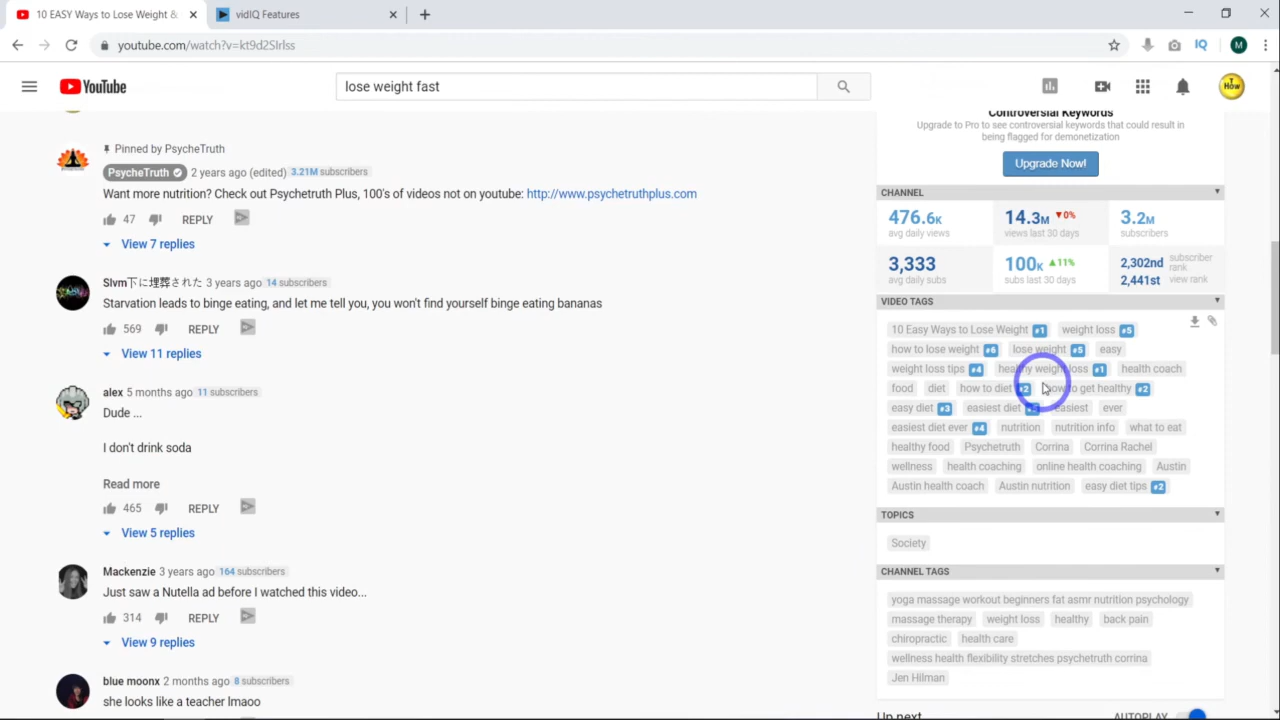 10 EASY Ways to Lose Weight &
vidIQ Features
youtube.com/watch?v=kt9d2SIrlss
IQ
M
YouTube
lose weight fast
T How
Pinned by PsycheTruth
PsycheTruth 2 years ago (edited) 3.21M subscribers
Want more nutrition? Check out Psychetruth Plus, 100's of videos not on youtube: http://www.psychetruthplus.com
47 REPLY
View 7 replies
Slvm下に埋葬された 3 years ago 14 subscribers
Starvation leads to binge eating, and let me tell you, you won't find yourself binge eating bananas
569 REPLY
View 11 replies
alex 5 months ago 11 subscribers
Dude ...
I don't drink soda
Read more
465 REPLY
View 5 replies
Mackenzie 3 years ago 164 subscribers
Just saw a Nutella ad before I watched this video...
314 REPLY
View 9 replies
blue moonx 2 months ago 8 subscribers
she looks like a teacher lmaoo
Controversial Keywords
Upgrade to Pro to see controversial keywords that could result in
being flagged for demonetization
Upgrade Now!
CHANNEL
476.6K 14.3M ▼0% 3.2M
avg daily views views last 30 days subscribers
3,333 100K ▲11% 2,302nd subscriber rank
avg daily subs subs last 30 days 2,441st view rank
VIDEO TAGS
10 Easy Ways to Lose Weight #1 weight loss #5
how to lose weight #6 lose weight #5 easy
weight loss tips #4 healthy weight loss #1 health coach
food diet how to diet #2 how to get healthy #2
easy diet #3 easiest diet easiest ever
easiest diet ever #4 nutrition nutrition info what to eat
healthy food Psychetruth Corrina Corrina Rachel
wellness health coaching online health coaching Austin
Austin health coach Austin nutrition easy diet tips #2
TOPICS
Society
CHANNEL TAGS
yoga massage workout beginners fat asmr nutrition psychology
massage therapy weight loss healthy back pain
chiropractic health care
wellness health flexibility stretches psychetruth corrina
Jen Hilman
Up next AUTOPLAY